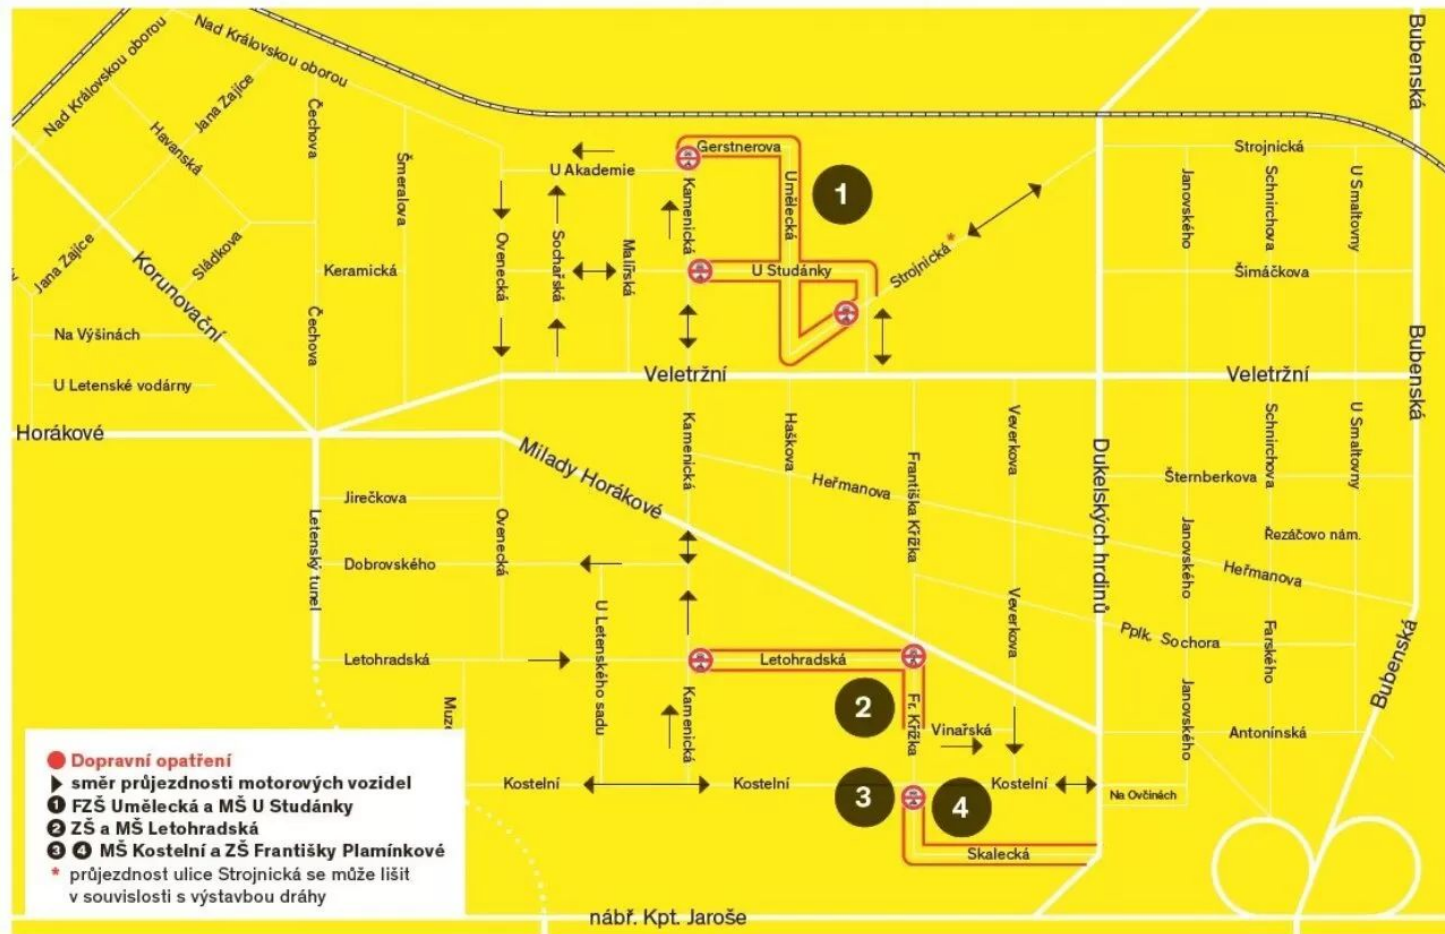 Nad Královskou oborou
Nad Královskou oborou
Jana Zajíce
Havanská
Čechova
Šmeralova
Bubenská
Gerstnerova
U Akademie
Strojnická
Kamenická
Umělecká
1
Janovského
Schnirchova
U Smaltovny
Jana Zajíce
Sládkova
Korunovační
Keramická
Ovenecká
Sochařská
Malířská
U Studánky
Strojnická*
Šimáčkova
Na Výšinách
Čechova
U Letenské vodárny
Veletržní
Veletržní
Bubenská
Horákové
Milady Horákové
Kamenická
Haškova
Heřmanova
Františka Křížka
Veverkova
Dukelských hrdinů
Šternberkova
Schnirchova
U Smaltovny
Jirečkova
Letenský tunel
Ovenecká
Dobrovského
Janovského
Řezáčovo nám.
Heřmanova
U Letenského sadu
Veverkova
Pplk. Sochora
Farského
Letohradská
Letohradská
Bubenská
Kamenická
2
Fr. Křížka
Vinařská
Janovského
Antonínská
Kostelní
Kostelní
3
4
Kostelní
Na Ovčinách
Skalecká
nábř. Kpt. Jaroše
Dopravní opatření
směr průjezdnosti motorových vozidel
1 FZŠ Umělecká a MŠ U Studánky
2 ZŠ a MŠ Letohradská
3 4 MŠ Kostelní a ZŠ Františky Plamínkové
* průjezdnost ulice Strojnická se může lišit
v souvislosti s výstavbou dráhy